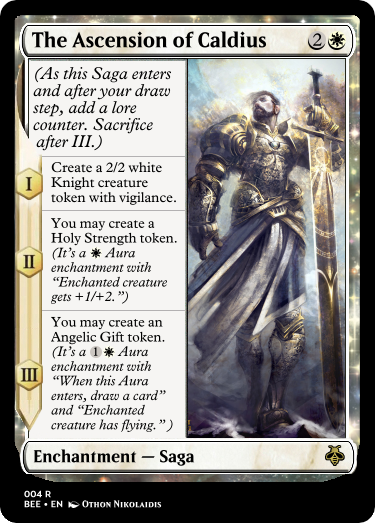 The Ascension of Caldius 2
(As this Saga enters
and after your draw
step, add a lore
counter. Sacrifice
after III.)
I
Create a 2/2 white
Knight creature
token with vigilance.
II
You may create a
Holy Strength token.
(It's a Aura
enchantment with
"Enchanted creature
gets +1/+2.")
III
You may create an
Angelic Gift token.
(It's a 1 Aura
enchantment with
"When this Aura
enters, draw a card"
and "Enchanted
creature has flying.")
Enchantment — Saga
004 R
BEE • EN Othon Nikolaidis